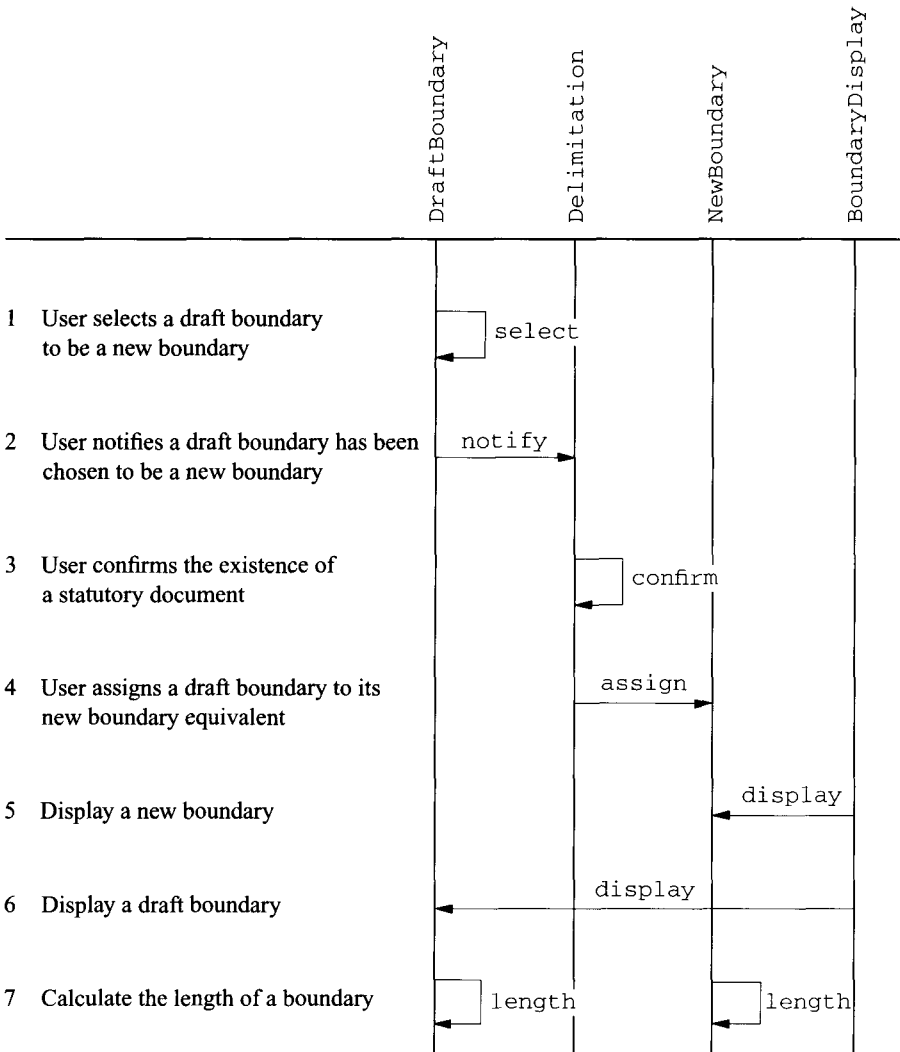 DraftBoundary
Delimitation
NewBoundary
BoundaryDisplay
1 User selects a draft boundary
to be a new boundary
select
2 User notifies a draft boundary has been
chosen to be a new boundary
notify
3 User confirms the existence of
a statutory document
confirm
4 User assigns a draft boundary to its
new boundary equivalent
assign
5 Display a new boundary
display
6 Display a draft boundary
display
7 Calculate the length of a boundary
length
length